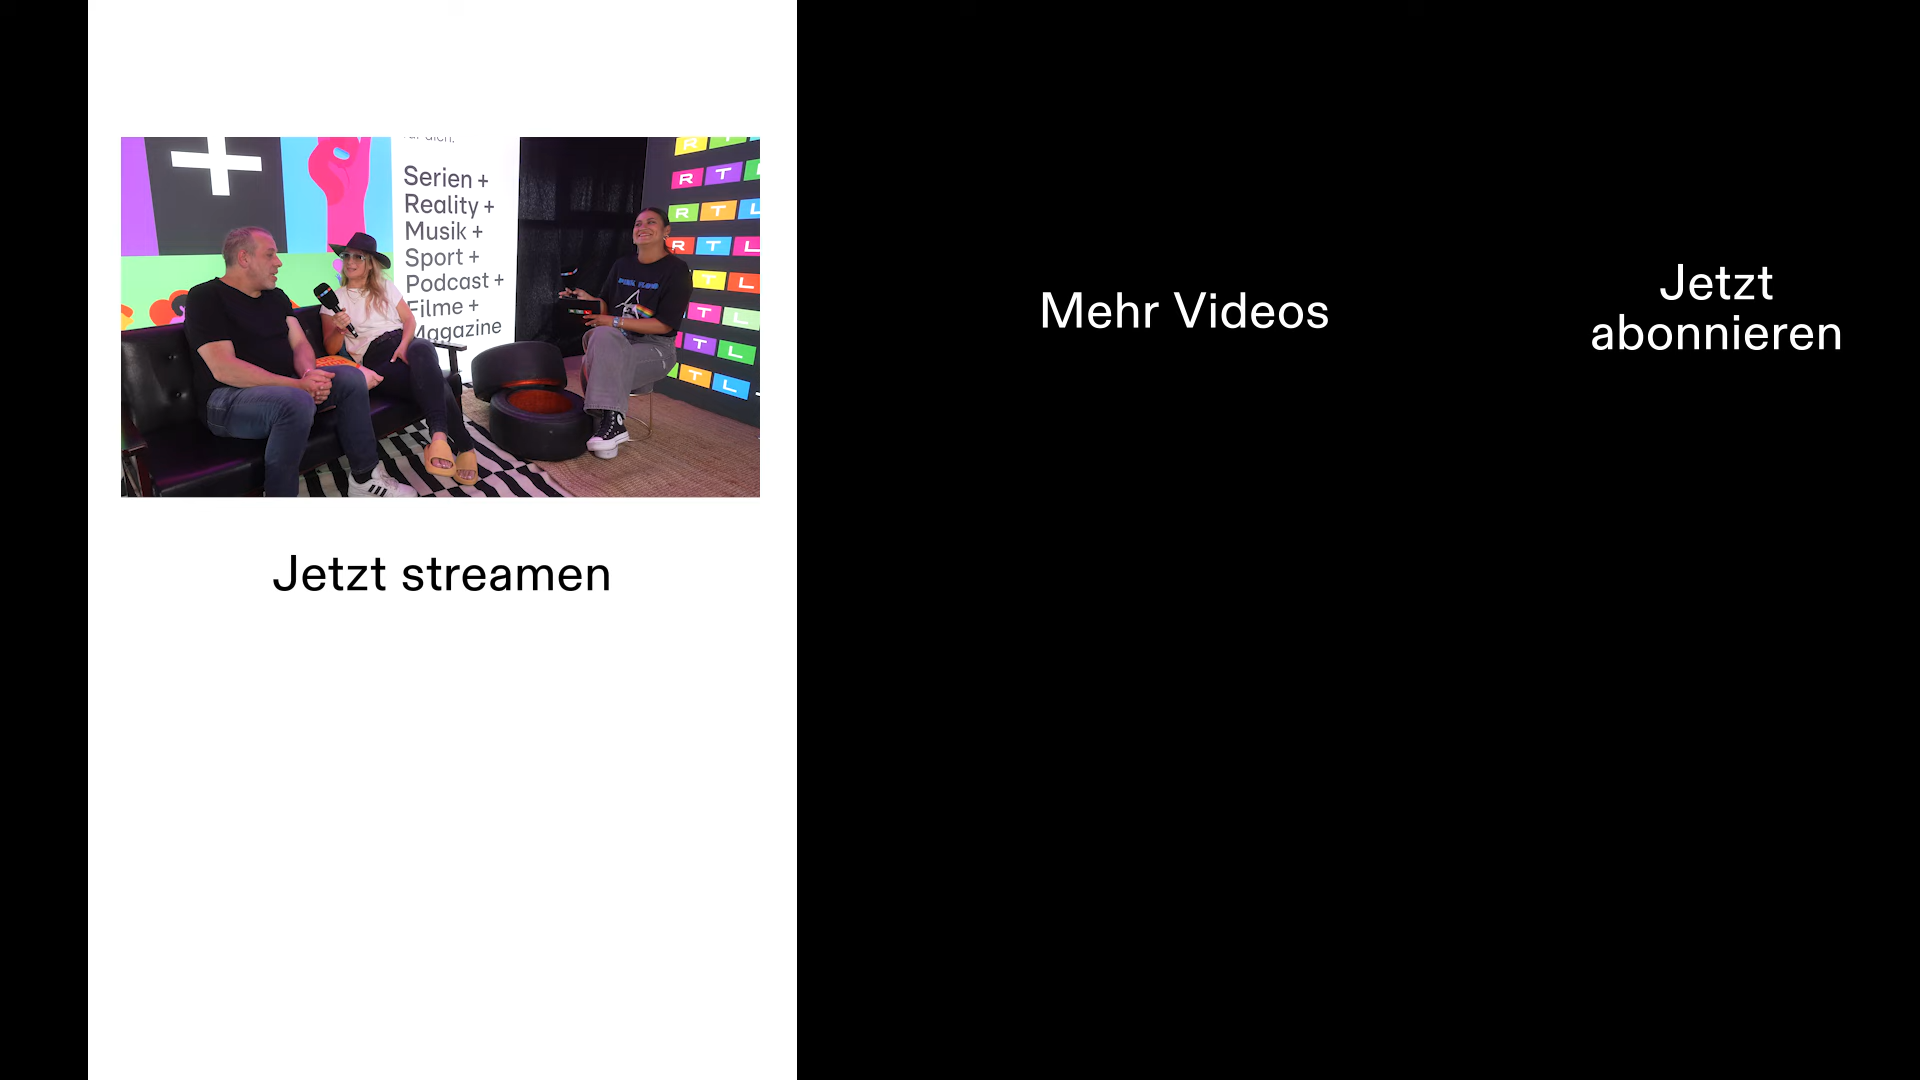 Serien +
Reality +
Musik +
Sport +
Podcast +
Filme +
Magazine
R
R T L
R T L
R T L
R T L
T L
T L
T L
T L
Jetzt streamen
Mehr Videos
Jetzt
abonnieren